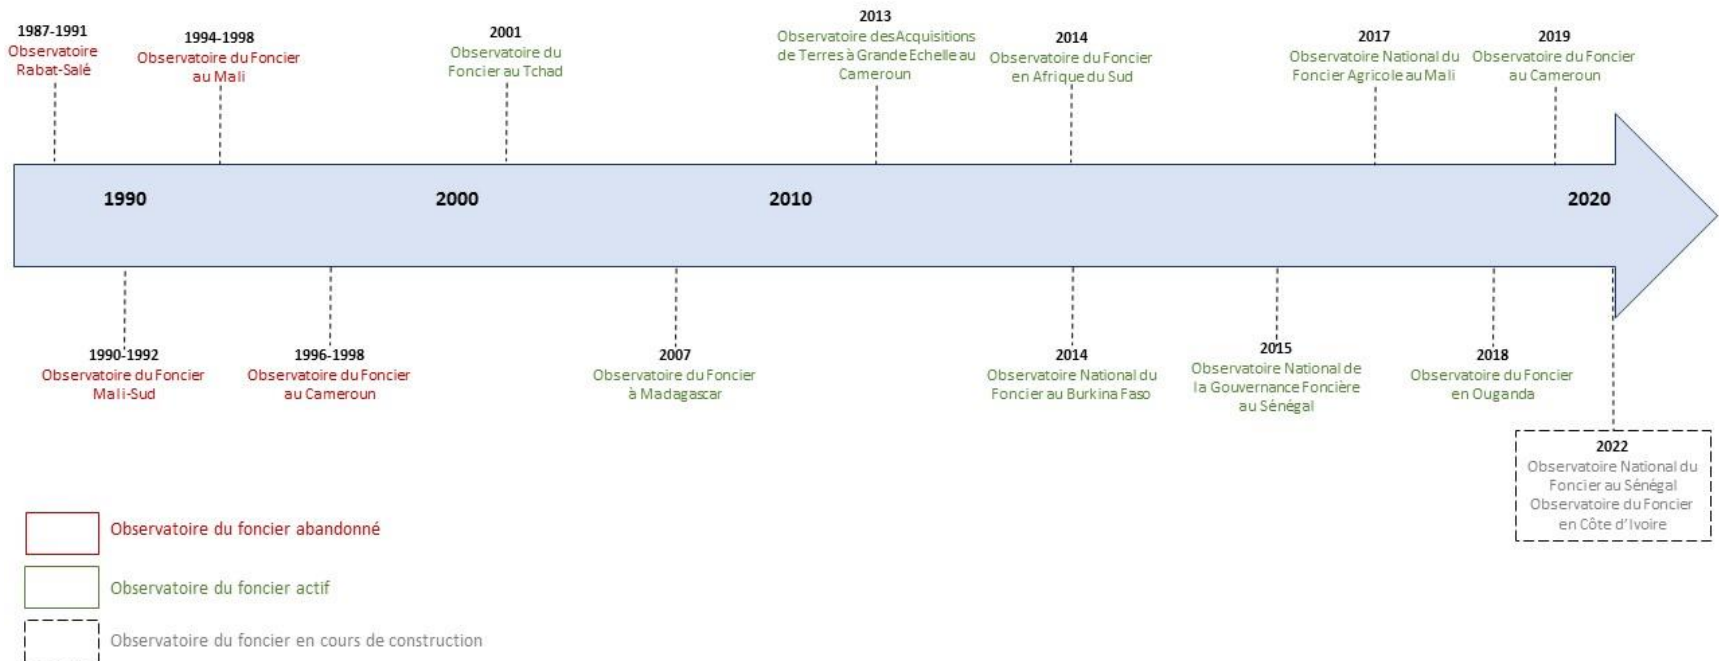 1987-1991
Observatoire
Rabat-Salé
1994-1998
Observatoire du Foncier
au Mali
2001
Observatoire du
Foncier au Tchad
2013
Observatoire des Acquisitions
de Terres à Grande Echelle au
Cameroun
2014
Observatoire du Foncier
en Afrique du Sud
2017
Observatoire National du
Foncier Agricole au Mali
2019
Observatoire du Foncier
au Cameroun
1990
2000
2010
2020
1990-1992
Observatoire du Foncier
Mali-Sud
1996-1998
Observatoire du Foncier
au Cameroun
2007
Observatoire du Foncier
à Madagascar
2014
Observatoire National du
Foncier au Burkina Faso
2015
Observatoire National de
la Gouvernance Foncière
au Sénégal
2018
Observatoire du Foncier
en Ouganda
2022
Observatoire National du
Foncier au Sénégal
Observatoire du Foncier
en Côte d'Ivoire
Observatoire du foncier abandonné
Observatoire du foncier actif
Observatoire du foncier en cours de construction